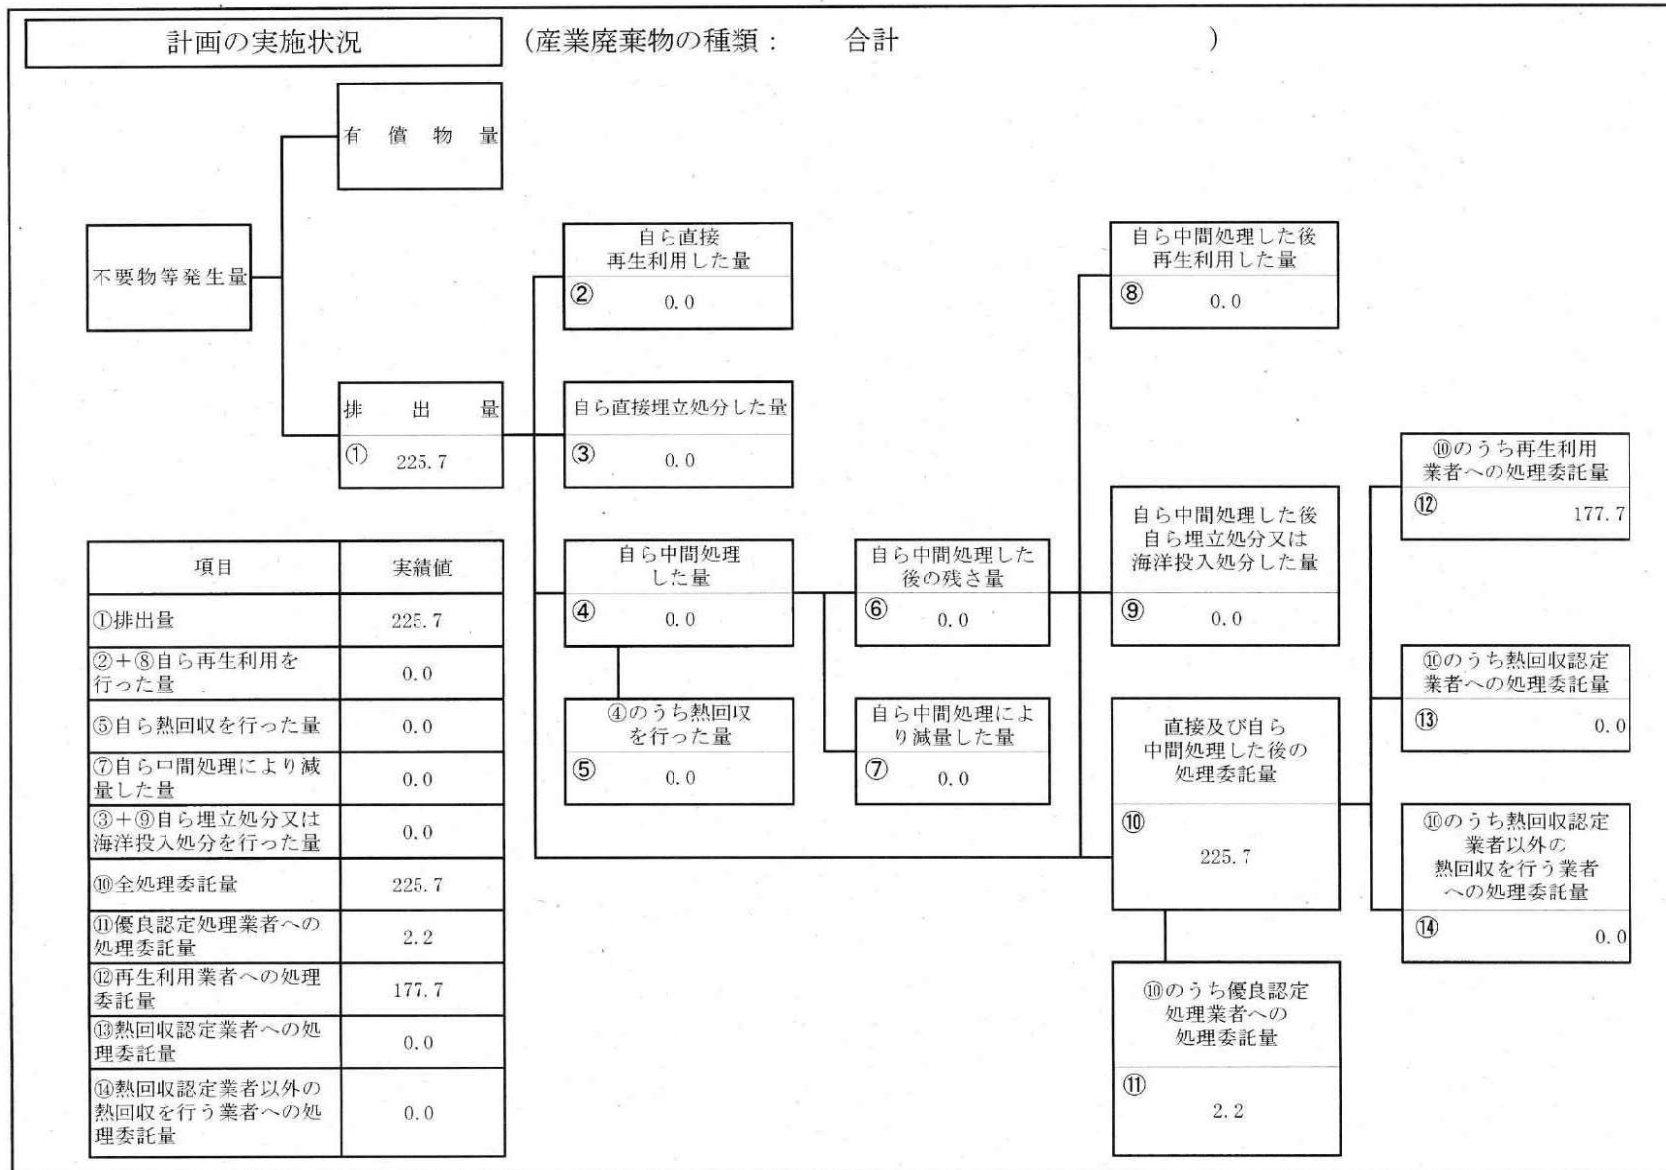 計画の実施状況
(産業廃棄物の種類： 合計 )
有償物量
不要物等発生量
排出量
① 225.7
自ら直接
再生利用した量
② 0.0
自ら直接埋立処分した量
③ 0.0
自ら中間処理
した量
④ 0.0
④のうち熱回収
を行った量
⑤ 0.0
自ら中間処理した
後の残さ量
⑥ 0.0
自ら中間処理によ
り減量した量
⑦ 0.0
自ら中間処理した後
再生利用した量
⑧ 0.0
自ら中間処理した後
自ら埋立処分又は
海洋投入処分した量
⑨ 0.0
直接及び自ら
中間処理した後の
処理委託量
⑩
225.7
⑩のうち優良認定
処理業者への
処理委託量
⑪
2.2
⑩のうち再生利用
業者への処理委託量
⑫ 177.7
⑩のうち熱回収認定
業者への処理委託量
⑬ 0.0
⑩のうち熱回収認定
業者以外の
熱回収を行う業者
への処理委託量
⑭ 0.0
項目 実績値
①排出量 225.7
②＋⑧自ら再生利用を
行った量 0.0
⑤自ら熱回収を行った量 0.0
⑦自ら中間処理により減
量した量 0.0
③＋⑨自ら埋立処分又は
海洋投入処分を行った量 0.0
⑩全処理委託量 225.7
⑪優良認定処理業者への
処理委託量 2.2
⑫再生利用業者への処理
委託量 177.7
⑬熱回収認定業者への処
理委託量 0.0
⑭熱回収認定業者以外の
熱回収を行う業者への処
理委託量 0.0